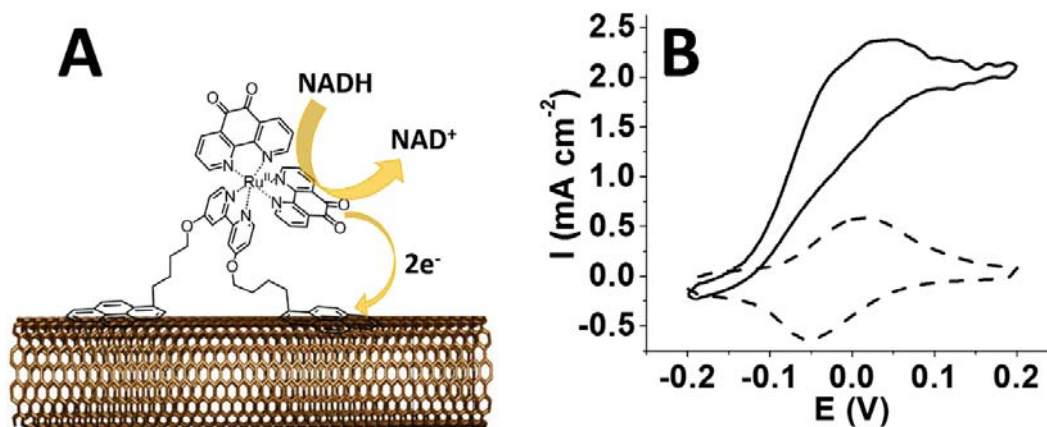 A
NADH
NAD+
2e-
O
O
N
N
RuII
N
N
N
N
O
O
O
O
B
I (mA cm-2)
2.5
2.0
1.5
1.0
0.5
0.0
-0.5
-0.2 -0.1 0.0 0.1 0.2
E (V)